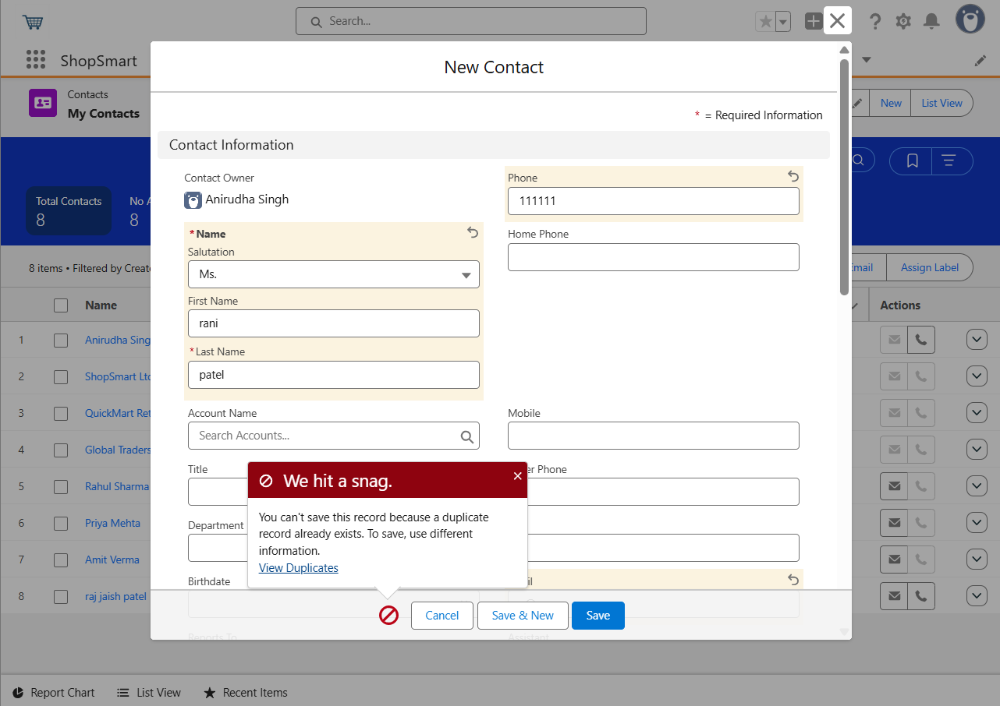 Search...
ShopSmart
Contacts
My Contacts
New
List View
Total Contacts
8
No A
8
8 items • Filtered by Create
Email
Assign Label
Name
Actions
1
Anirudha Sing
2
ShopSmart Ltd
3
QuickMart Ret
4
Global Traders
5
Rahul Sharma
6
Priya Mehta
7
Amit Verma
8
raj jaish patel
New Contact
* = Required Information
Contact Information
Contact Owner
Anirudha Singh
Phone
111111
* Name
Salutation
Ms.
Home Phone
First Name
rani
* Last Name
patel
Account Name
Search Accounts...
Mobile
Title
er Phone
Department
Birthdate
il
We hit a snag.
You can't save this record because a duplicate
record already exists. To save, use different
information.
View Duplicates
Cancel
Save & New
Save
Reports To
Assistant
Report Chart
List View
Recent Items